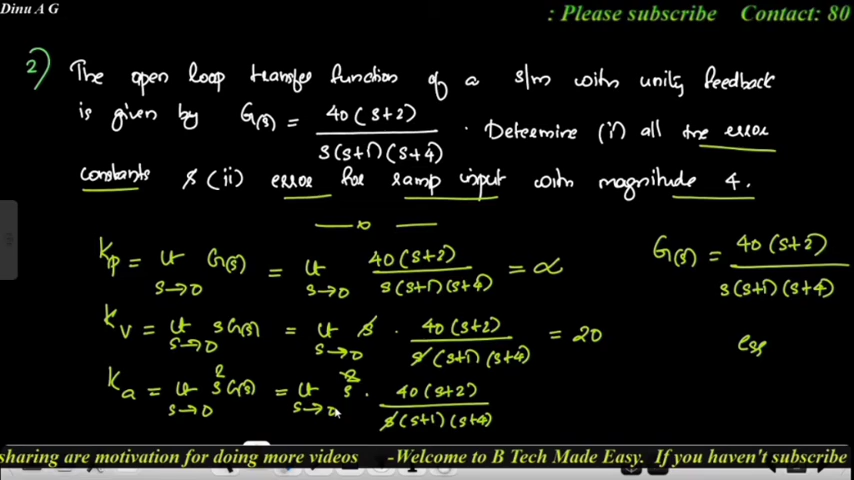 Dinu A G
: Please subscribe Contact: 80
2) The open loop transfer function of a s/m with unity feedback
is given by G(s) = 40(s+2) / s(s+1)(s+4) . Determine (i) all the error
constants & (ii) error for ramp input with magnitude 4.
Kp = lt s→0 G(s) = lt s→0 40(s+2) / s(s+1)(s+4) = ∝
G(s) = 40(s+2) / s(s+1)(s+4)
Kv = lt s→0 sG(s) = lt s→0 s · 40(s+2) / s(s+1)(s+4) = 20
ess
Ka = lt s→0 s²G(s) = lt s→0 s² · 40(s+2) / s(s+1)(s+4)
sharing are motivation for doing more videos -Welcome to B Tech Made Easy. If you haven't subscribe